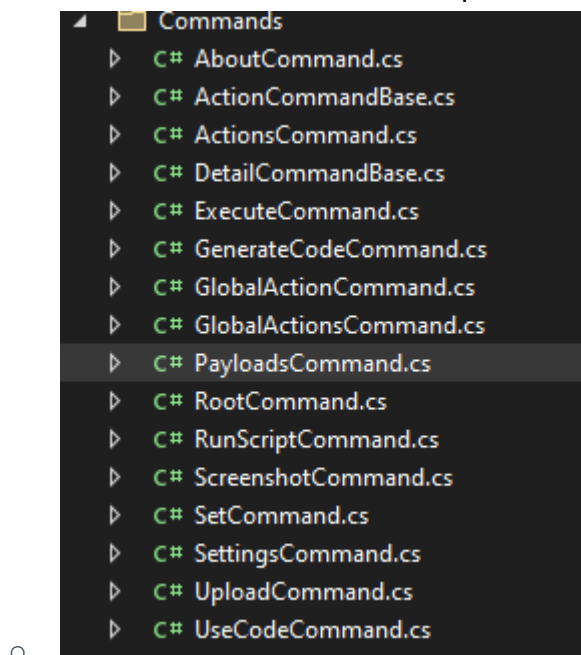 Commands
C# AboutCommand.cs
C# ActionCommandBase.cs
C# ActionsCommand.cs
C# DetailCommandBase.cs
C# ExecuteCommand.cs
C# GenerateCodeCommand.cs
C# GlobalActionCommand.cs
C# GlobalActionsCommand.cs
C# PayloadsCommand.cs
C# RootCommand.cs
C# RunScriptCommand.cs
C# ScreenshotCommand.cs
C# SetCommand.cs
C# SettingsCommand.cs
C# UploadCommand.cs
C# UseCodeCommand.cs